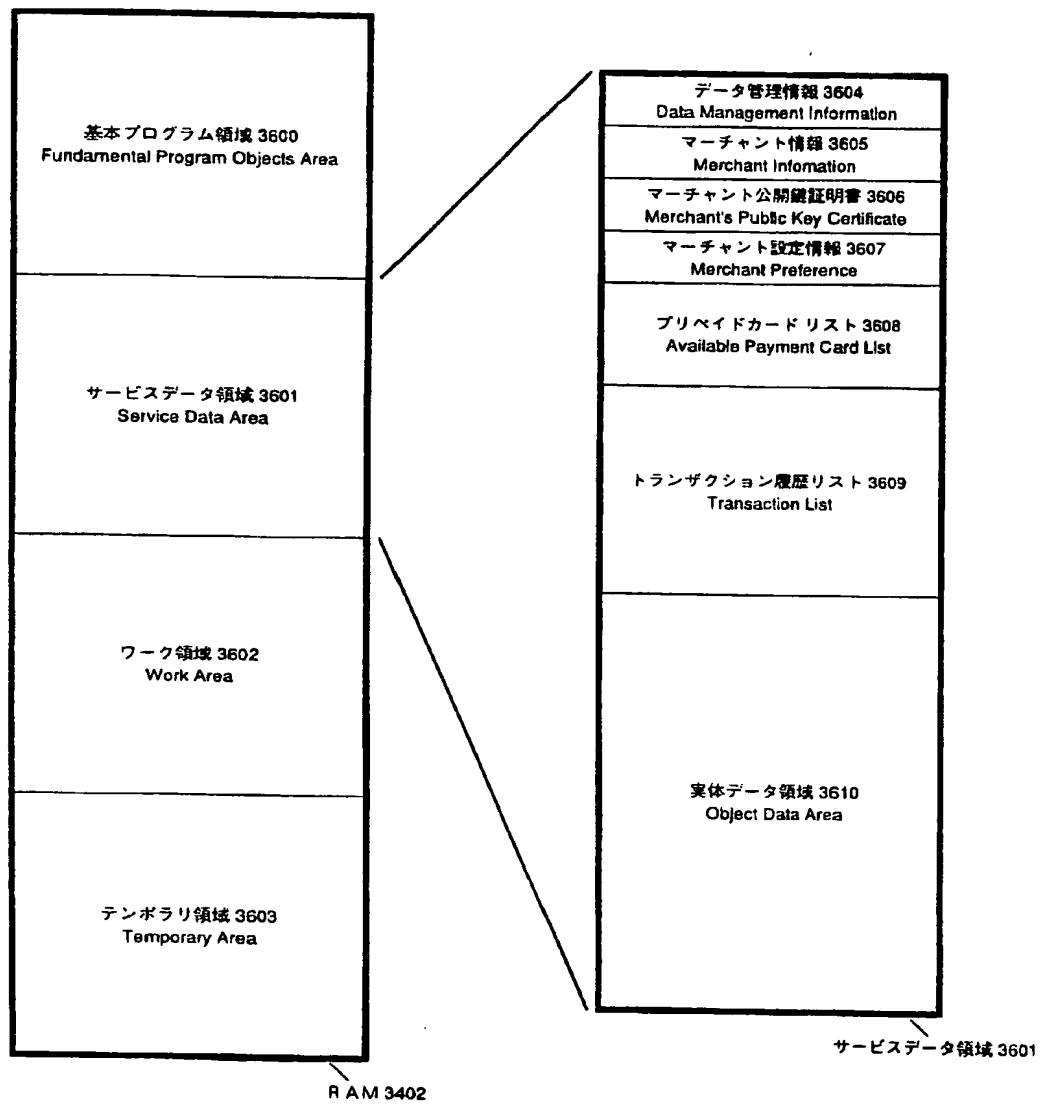 基本プログラム領域 3600
Fundamental Program Objects Area
サービスデータ領域 3601
Service Data Area
ワーク領域 3602
Work Area
テンポラリ領域 3603
Temporary Area
RAM 3402
データ管理情報 3604
Data Management Information
マーチャント情報 3605
Merchant Infomation
マーチャント公開鍵証明書 3606
Merchant's Public Key Certificate
マーチャント設定情報 3607
Merchant Preference
プリペイドカード リスト 3608
Available Payment Card List
トランザクション履歴リスト 3609
Transaction List
実体データ領域 3610
Object Data Area
サービスデータ領域 3601